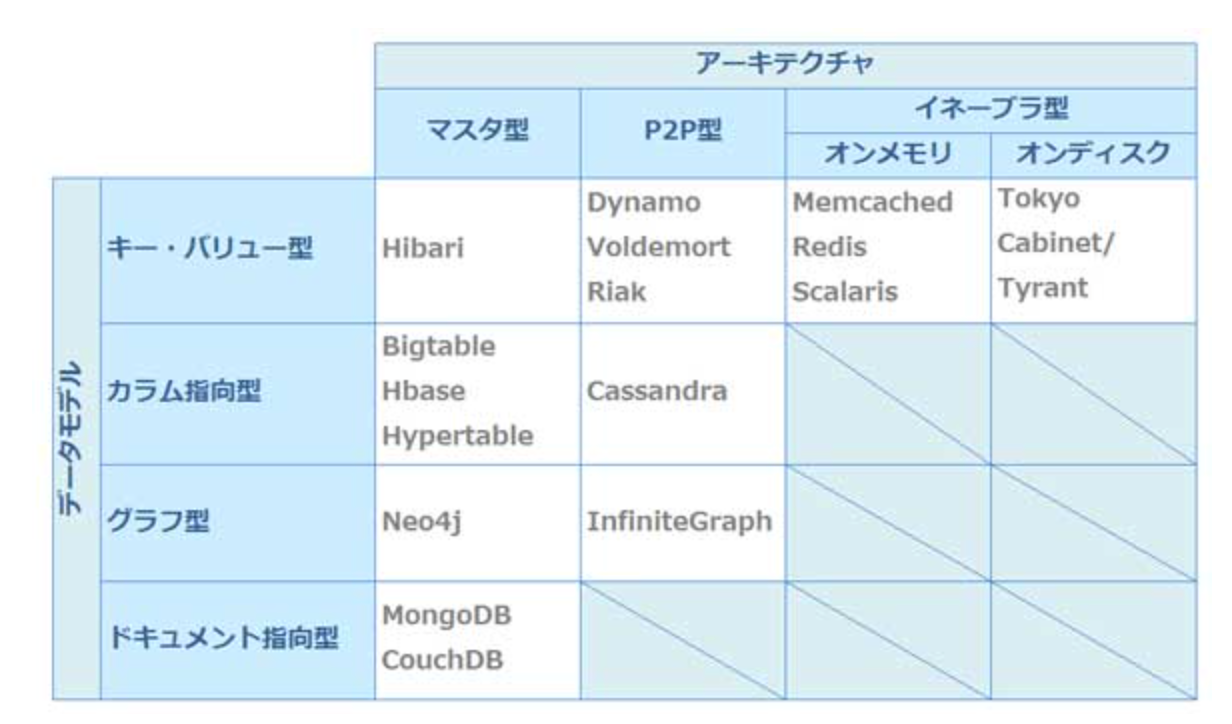 アーキテクチャ
マスタ型
P2P型
イネーブラ型
オンメモリ
オンディスク
データモデル
キー・バリュー型
Hibari
Dynamo
Voldemort
Riak
Memcached
Redis
Scalaris
Tokyo
Cabinet/
Tyrant
カラム指向型
Bigtable
Hbase
Hypertable
Cassandra
グラフ型
Neo4j
InfiniteGraph
ドキュメント指向型
MongoDB
CouchDB